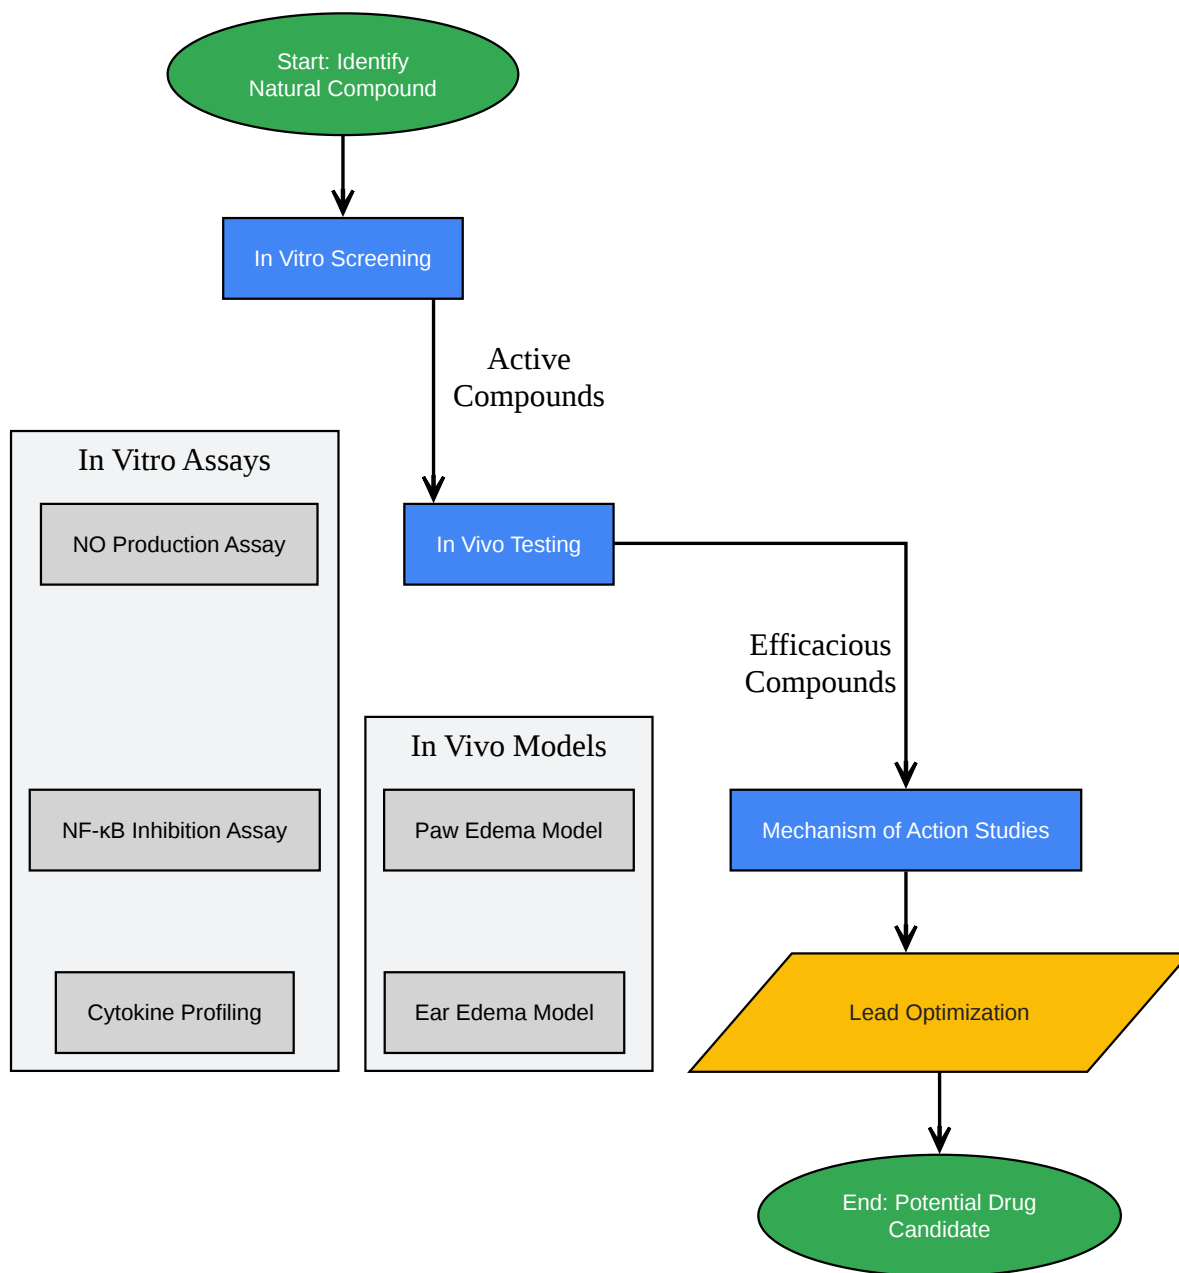 Start: Identify
Natural Compound
In Vitro Screening
Active
Compounds
In Vitro Assays
NO Production Assay
In Vivo Testing
Efficacious
Compounds
In Vivo Models
NF-κB Inhibition Assay
Paw Edema Model
Mechanism of Action Studies
Cytokine Profiling
Ear Edema Model
Lead Optimization
End: Potential Drug
Candidate